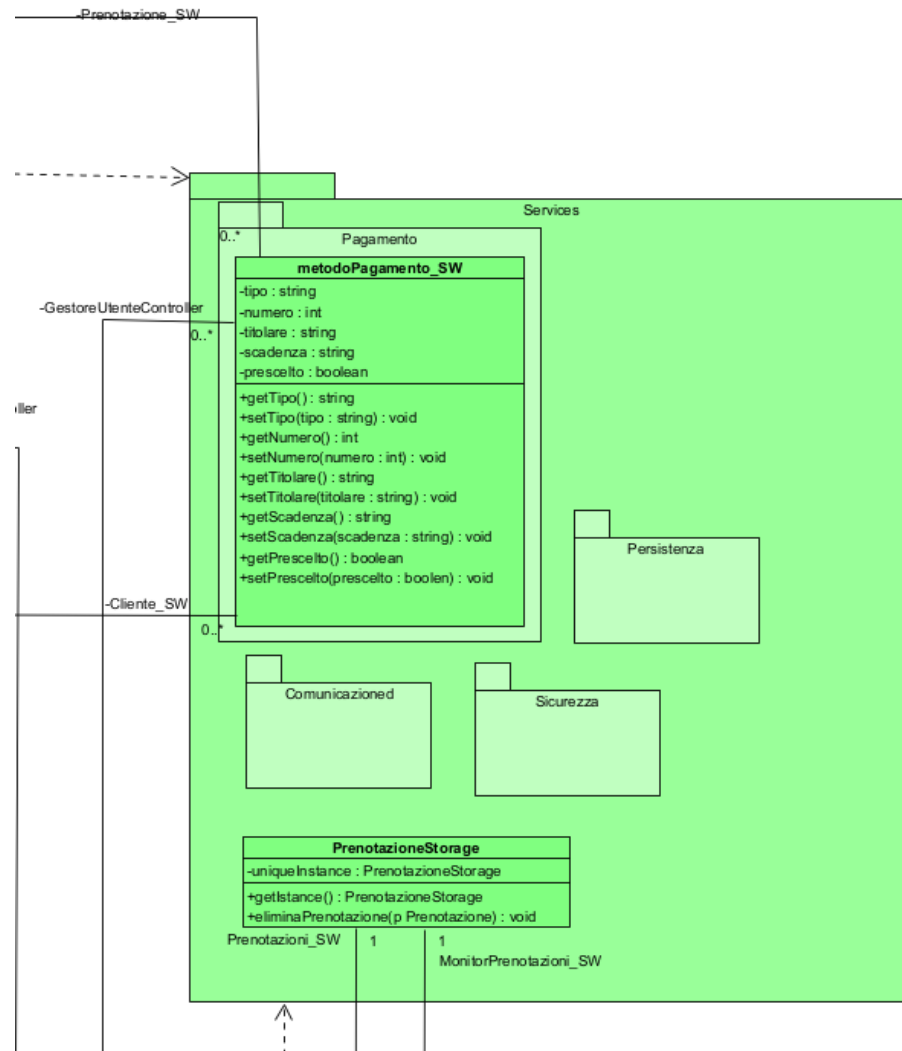 -Prenotazione_SW
Services
0..*
Pagamento
metodoPagamento_SW
-tipo : string
-numero : int
-titolare : string
-scadenza : string
-prescelto : boolean
-GestoreUtenteController
0..*
ller
+getTipo() : string
+setTipo(tipo : string) : void
+getNumero() : int
+setNumero(numero : int) : void
+getTitolare() : string
+setTitolare(titolare : string) : void
+getScadenza() : string
+setScadenza(scadenza : string) : void
+getPrescelto() : boolean
+setPrescelto(prescelto : boolen) : void
Persistenza
-Cliente_SW
0..*
Comunicazioned
Sicurezza
PrenotazioneStorage
-uniqueInstance : PrenotazioneStorage
+getIstance() : PrenotazioneStorage
+eliminaPrenotazione(p Prenotazione) : void
Prenotazioni_SW 1 1
MonitorPrenotazioni_SW